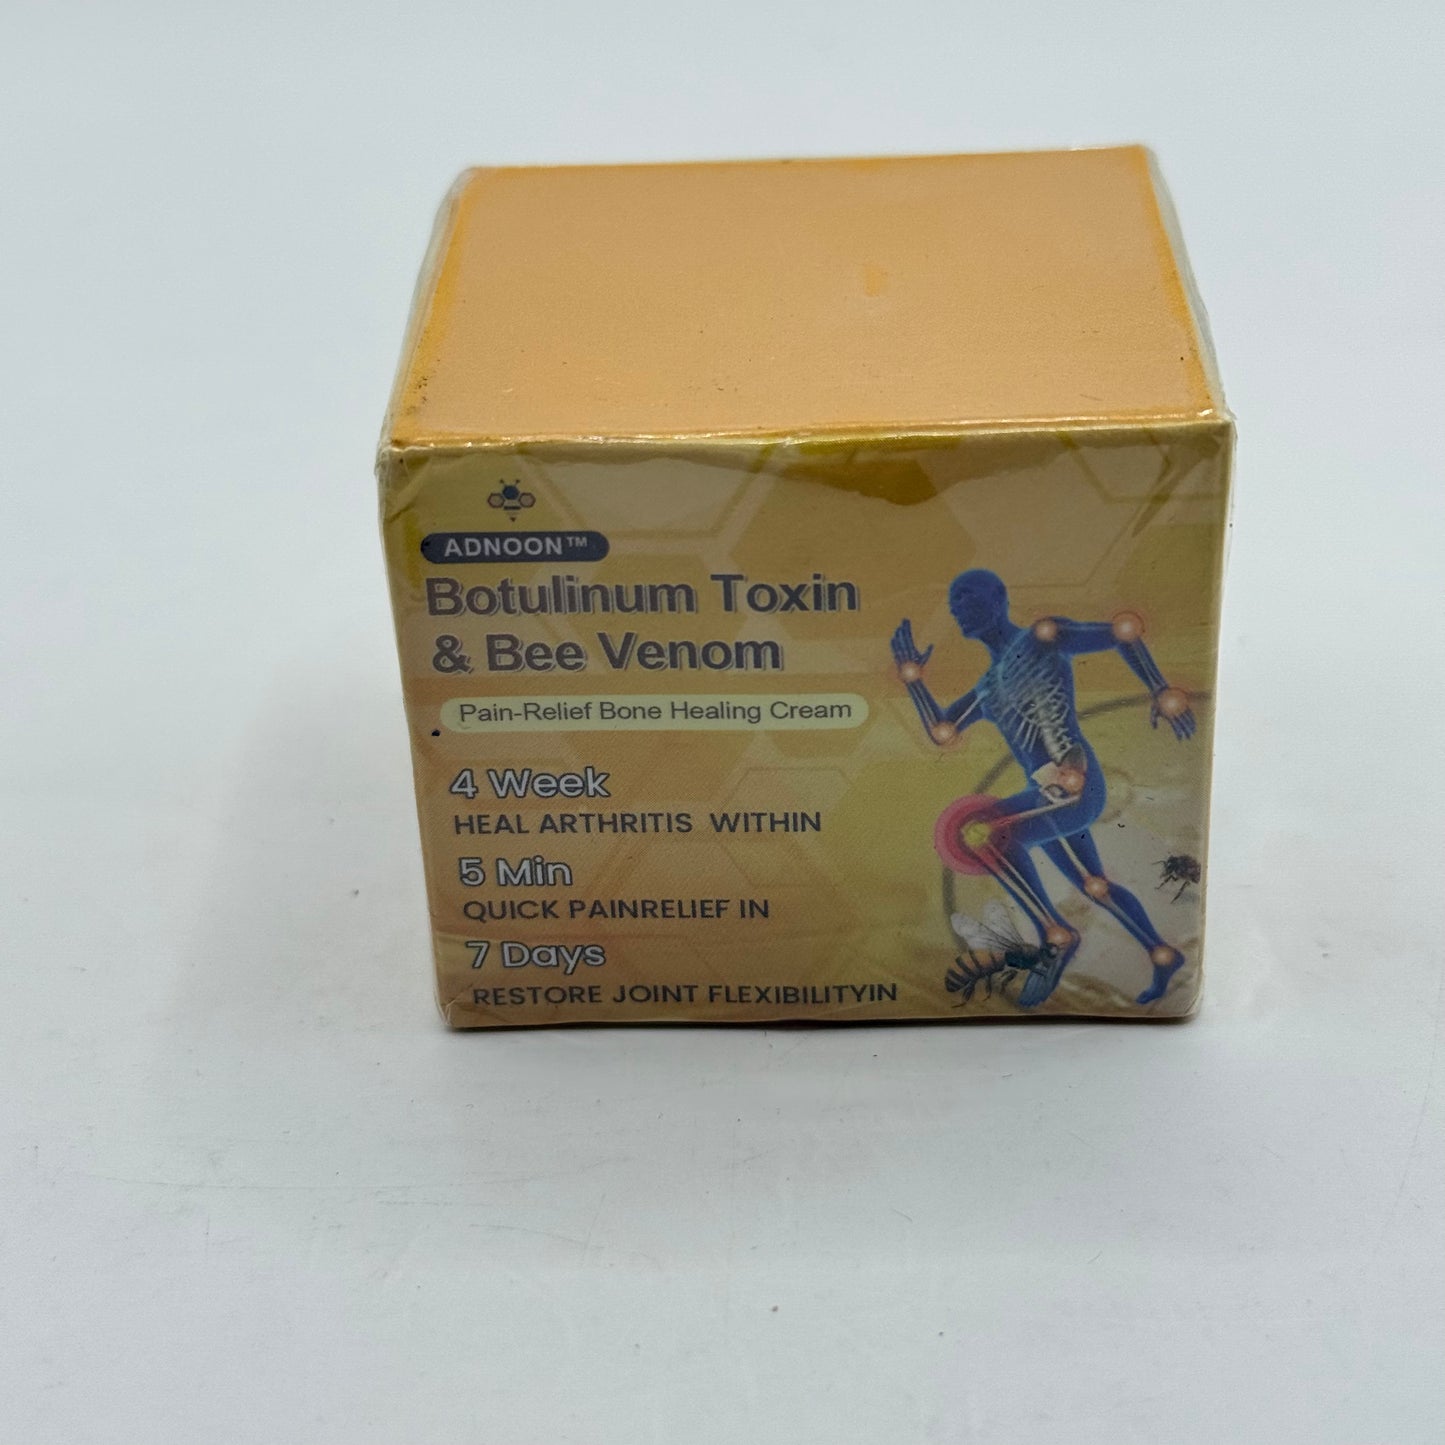 ADNOON™
Botulinum Toxin
& Bee Venom
Pain-Relief Bone Healing Cream
4 Week
HEAL ARTHRITIS WITHIN
5 Min
QUICK PAINRELIEF IN
7 Days
RESTORE JOINT FLEXIBILITYIN